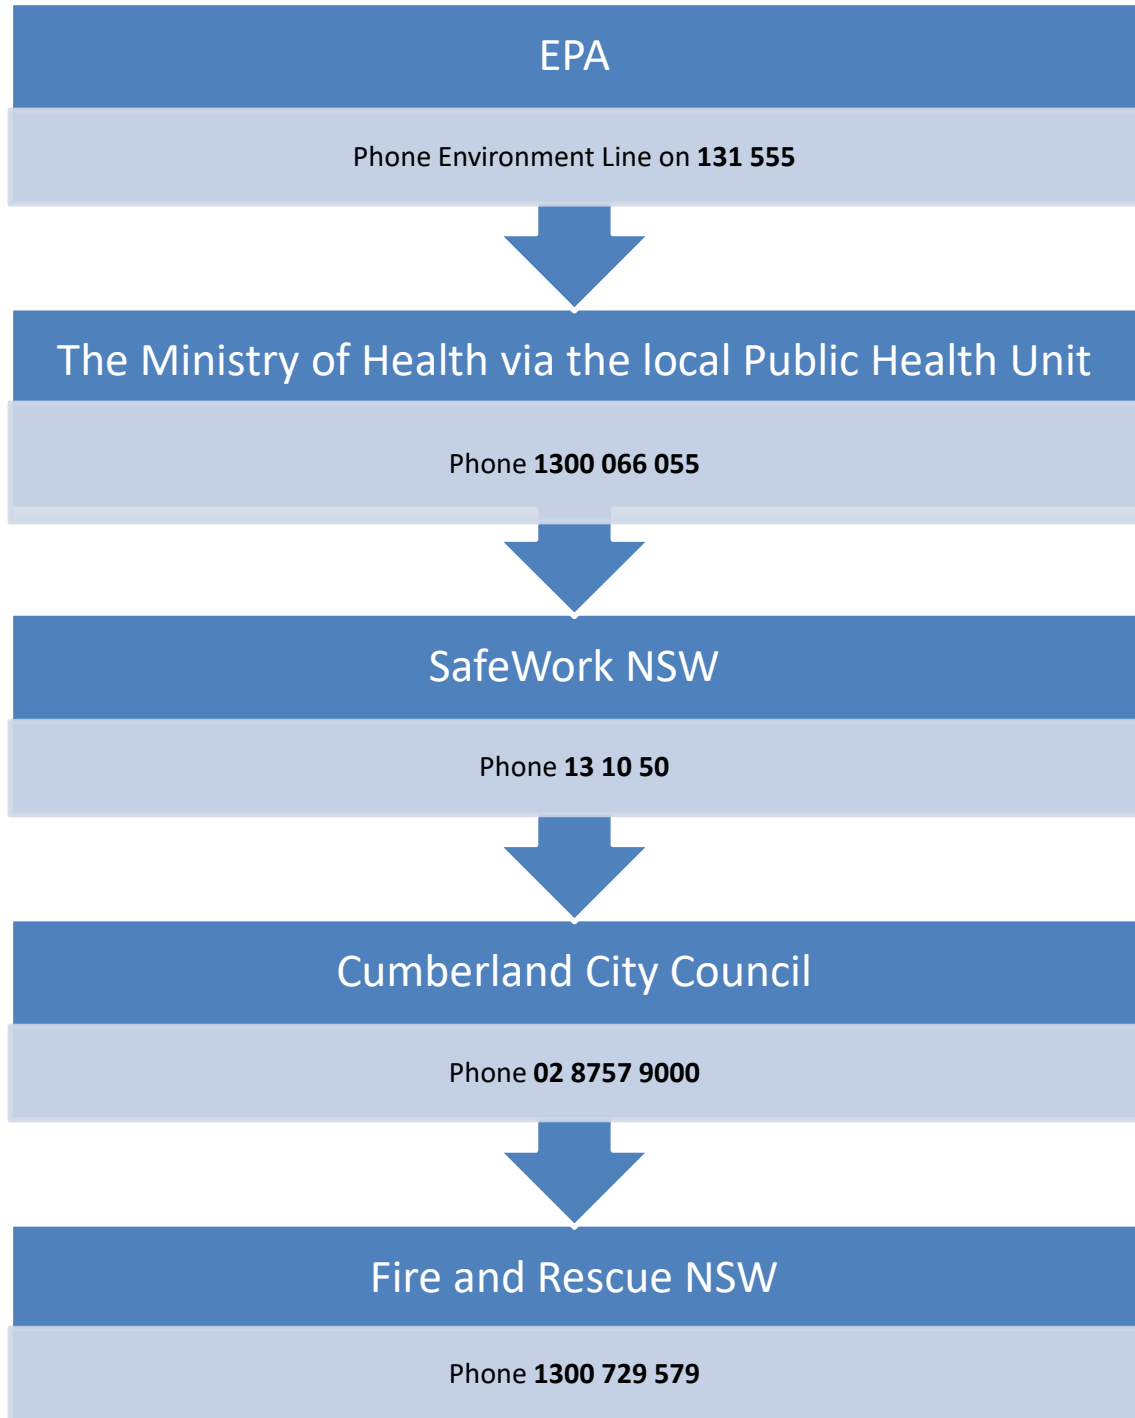 EPA
Phone Environment Line on 131 555
The Ministry of Health via the local Public Health Unit
Phone 1300 066 055
SafeWork NSW
Phone 13 10 50
Cumberland City Council
Phone 02 8757 9000
Fire and Rescue NSW
Phone 1300 729 579